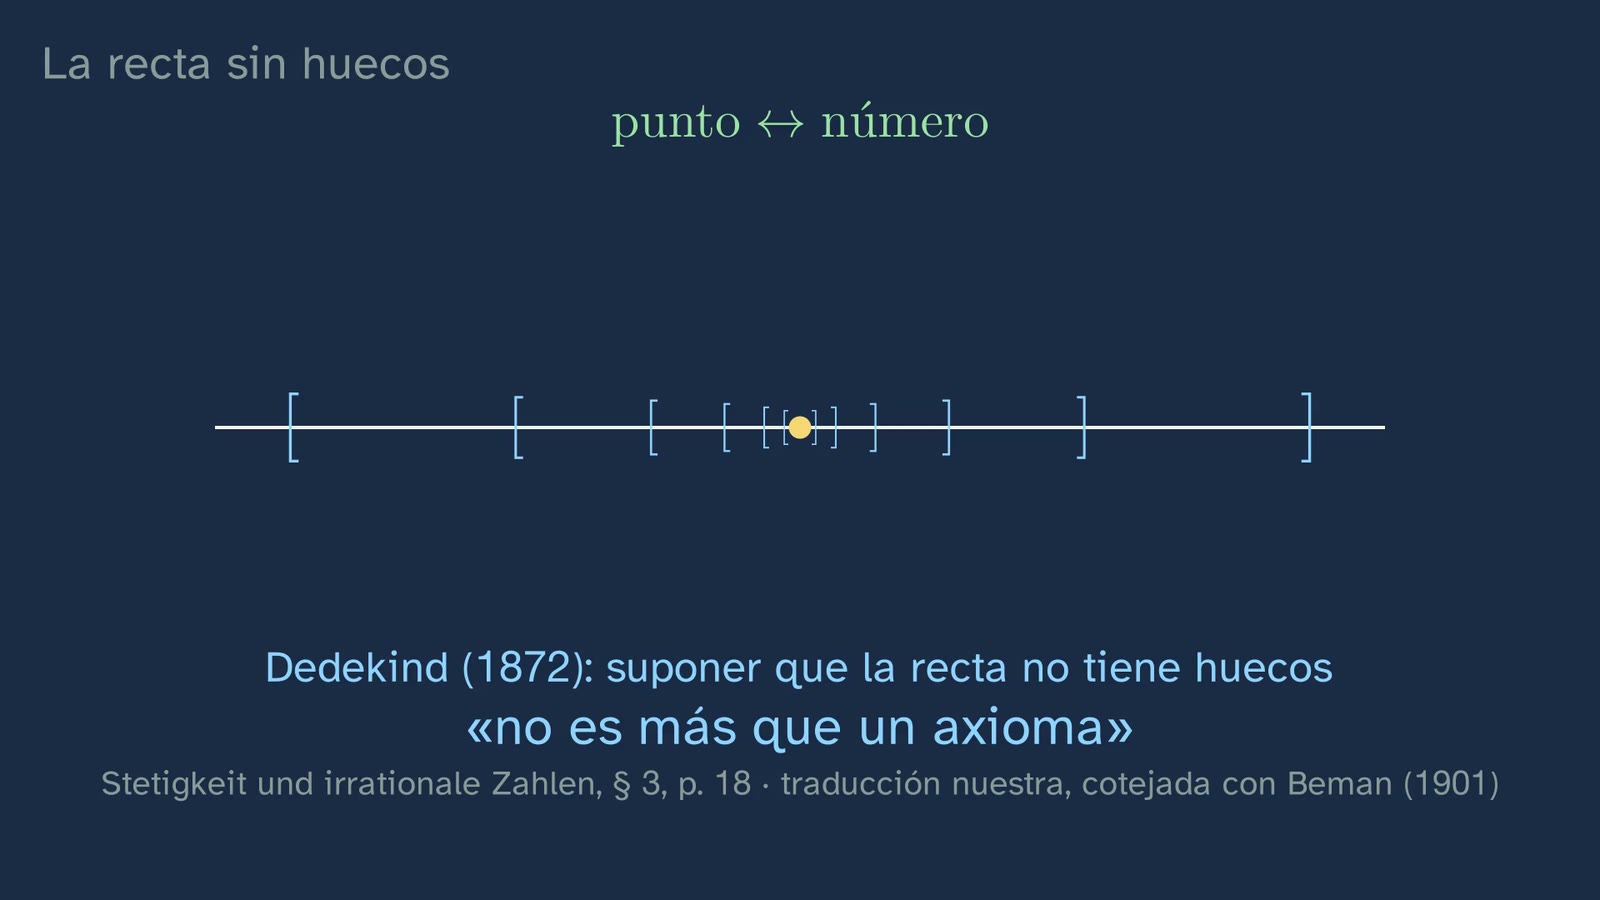 La recta sin huecos
punto ↔ número
[ [ [ [ [ [ ] ] ] ] ] ]
Dedekind (1872): suponer que la recta no tiene huecos
«no es más que un axioma»
Stetigkeit und irrationale Zahlen, § 3, p. 18 · traducción nuestra, cotejada con Beman (1901)